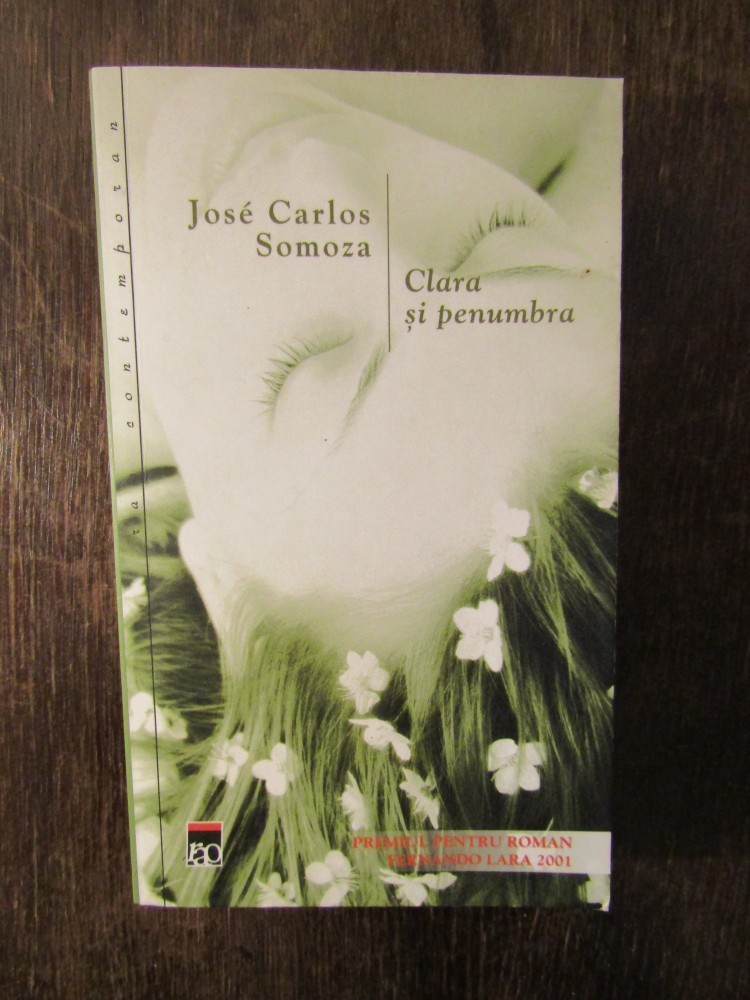 rao contemporan
José Carlos
Somoza
Clara
și penumbra
rao
PREMIUL PENTRU ROMAN
FERNANDO LARA 2001